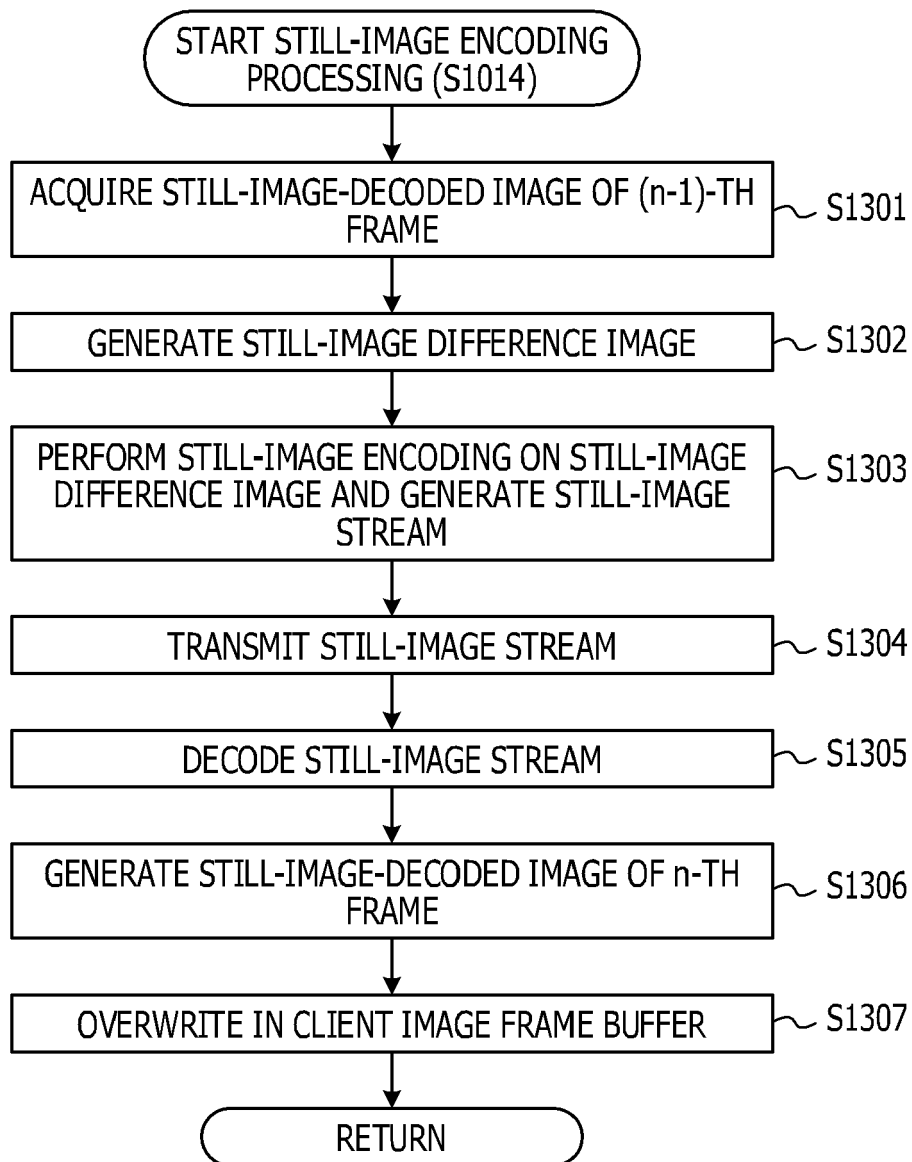 START STILL-IMAGE ENCODING
PROCESSING (S1014)
ACQUIRE STILL-IMAGE-DECODED IMAGE OF (n-1)-TH
FRAME
S1301
GENERATE STILL-IMAGE DIFFERENCE IMAGE
S1302
PERFORM STILL-IMAGE ENCODING ON STILL-IMAGE
DIFFERENCE IMAGE AND GENERATE STILL-IMAGE
STREAM
S1303
TRANSMIT STILL-IMAGE STREAM
S1304
DECODE STILL-IMAGE STREAM
S1305
GENERATE STILL-IMAGE-DECODED IMAGE OF n-TH
FRAME
S1306
OVERWRITE IN CLIENT IMAGE FRAME BUFFER
S1307
RETURN